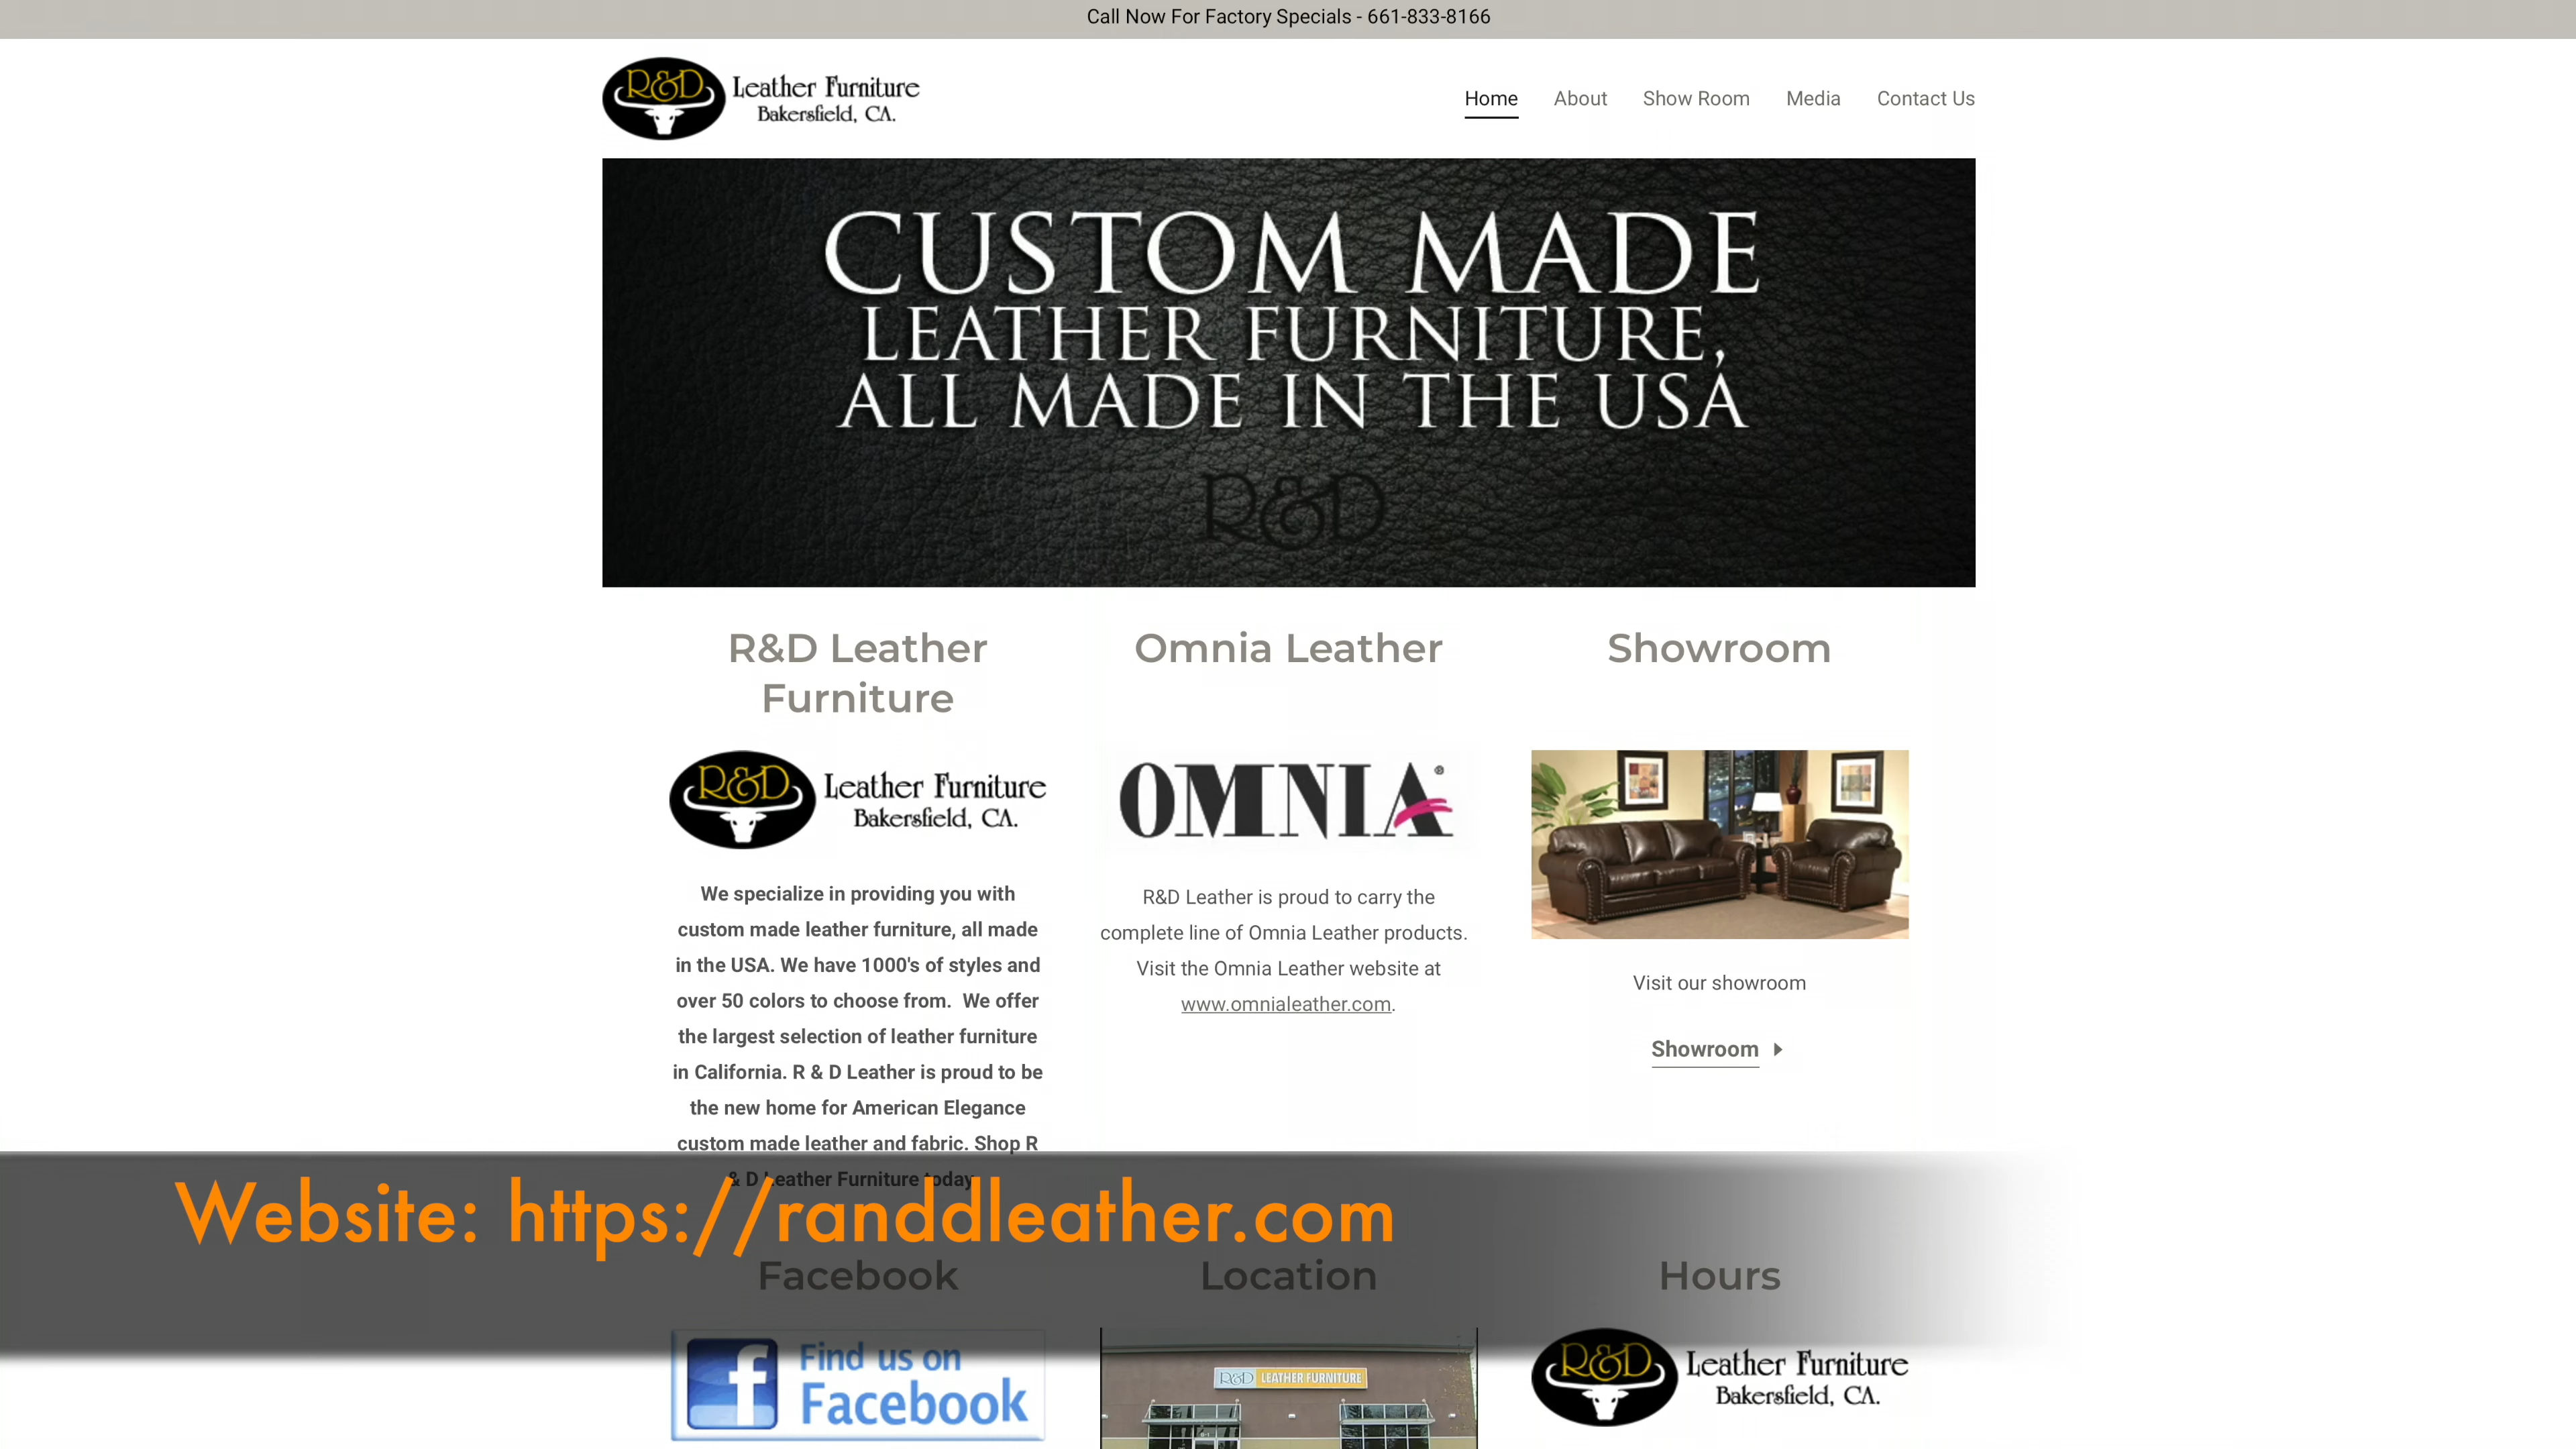 Call Now For Factory Specials - 661-833-8166
R&D
Leather Furniture
Bakersfield, CA.
Home
About
Show Room
Media
Contact Us
CUSTOM MADE
LEATHER FURNITURE,
ALL MADE IN THE USA
R&D
R&D Leather
Furniture
R&D
Leather Furniture
Bakersfield, CA.
We specialize in providing you with
custom made leather furniture, all made
in the USA. We have 1000's of styles and
over 50 colors to choose from.  We offer
the largest selection of leather furniture
in California. R & D Leather is proud to be
the new home for American Elegance
custom made leather and fabric. Shop R
& D Leather Furniture today
Omnia Leather
OMNIA®
R&D Leather is proud to carry the
complete line of Omnia Leather products.
Visit the Omnia Leather website at
www.omnialeather.com.
Showroom
Visit our showroom
Showroom
Website: https://randdleather.com
Facebook
Find us on
Facebook
Location
R&D LEATHER FURNITURE
Hours
R&D
Leather Furniture
Bakersfield, CA.